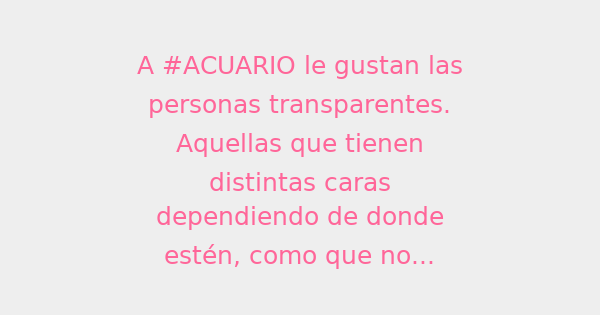 A #ACUARIO le gustan las
personas transparentes.
Aquellas que tienen
distintas caras
dependiendo de donde
estén, como que no...